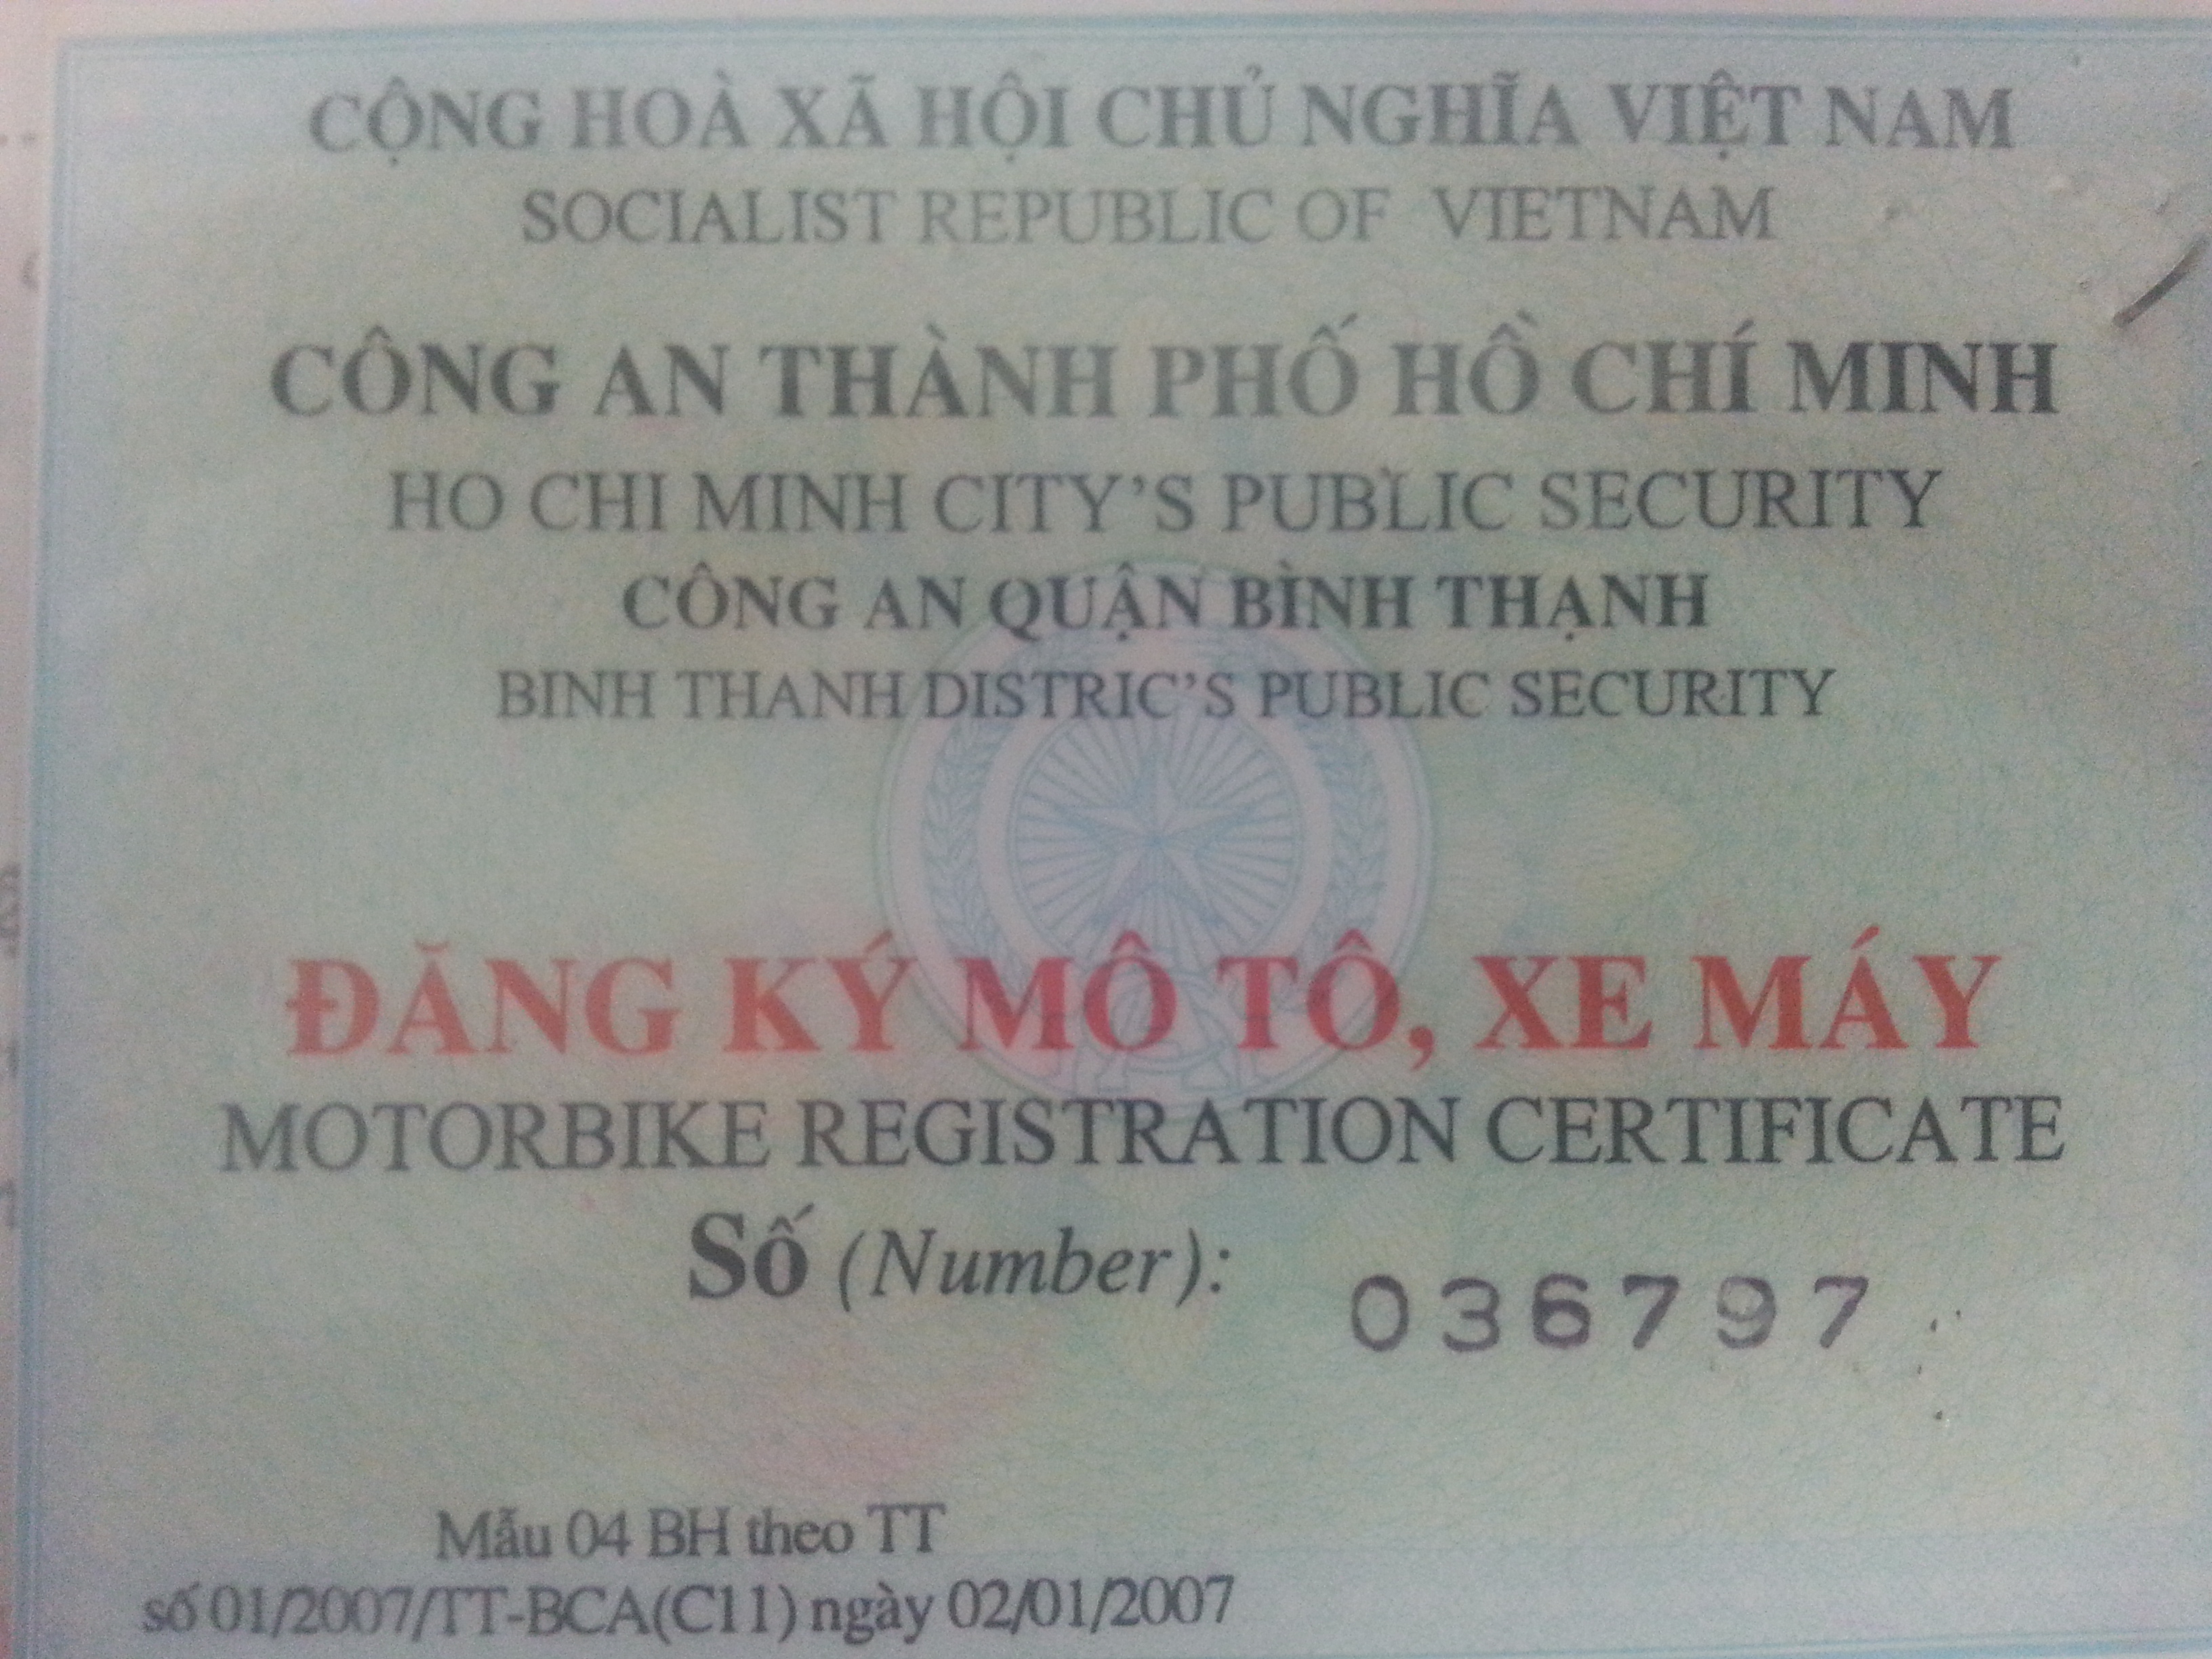 CỘNG HOÀ XÃ HỘI CHỦ NGHĨA VIỆT NAM
SOCIALIST REPUBLIC OF VIETNAM
CÔNG AN THÀNH PHỐ HỒ CHÍ MINH
HO CHI MINH CITY'S PUBLIC SECURITY
CÔNG AN QUẬN BÌNH THẠNH
BINH THANH DISTRIC'S PUBLIC SECURITY
ĐĂNG KÝ MÔ TÔ, XE MÁY
MOTORBIKE REGISTRATION CERTIFICATE
Số (Number): 036797
Mẫu 04 BH theo TT
số 01/2007/TT-BCA(C11) ngày 02/01/2007